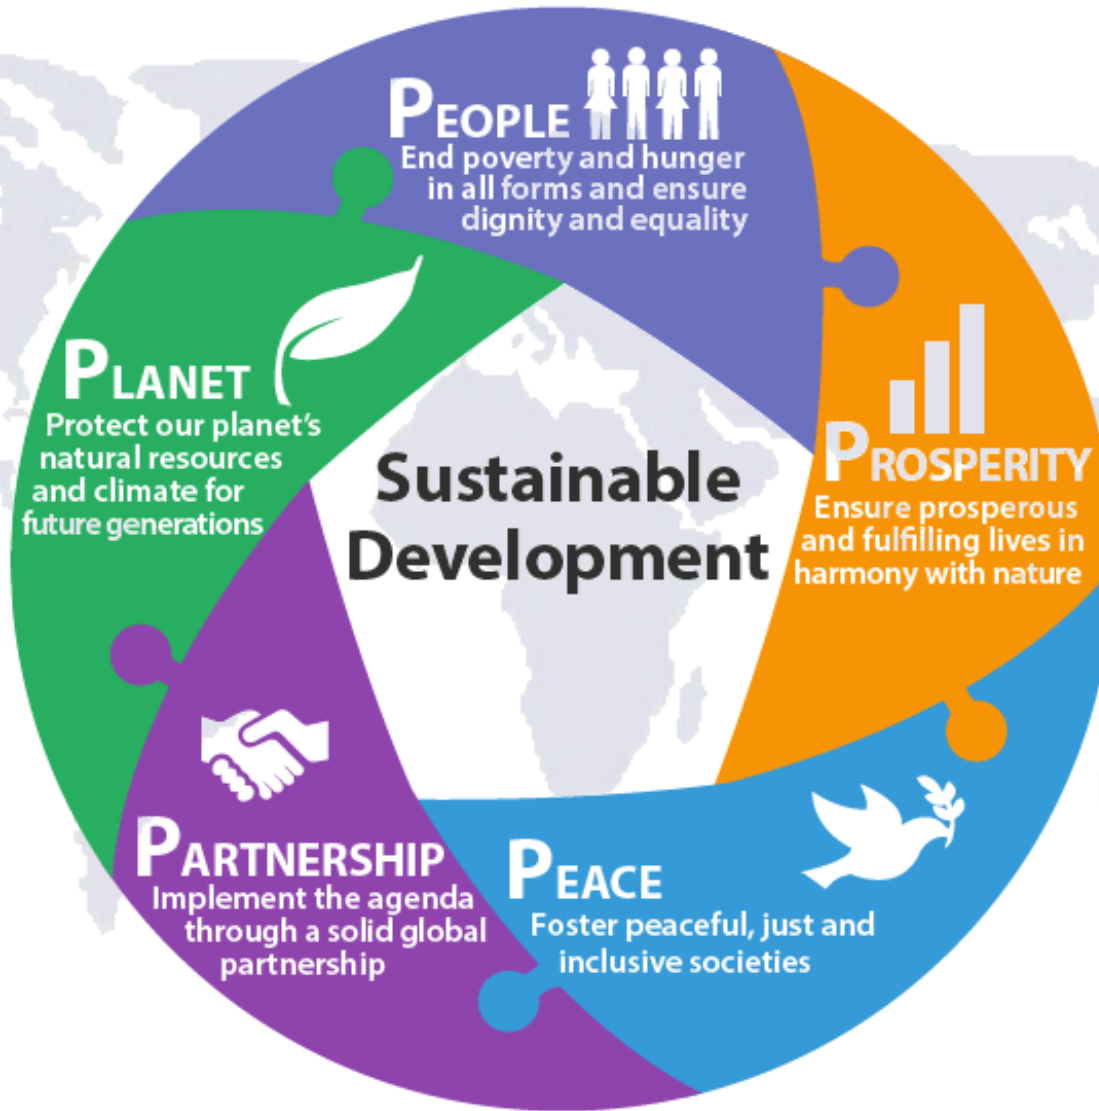 PEOPLE
End poverty and hunger
in all forms and ensure
dignity and equality
PROSPERITY
Ensure prosperous
and fulfilling lives in
harmony with nature
PEACE
Foster peaceful, just and
inclusive societies
PARTNERSHIP
Implement the agenda
through a solid global
partnership
PLANET
Protect our planet's
natural resources
and climate for
future generations
Sustainable
Development